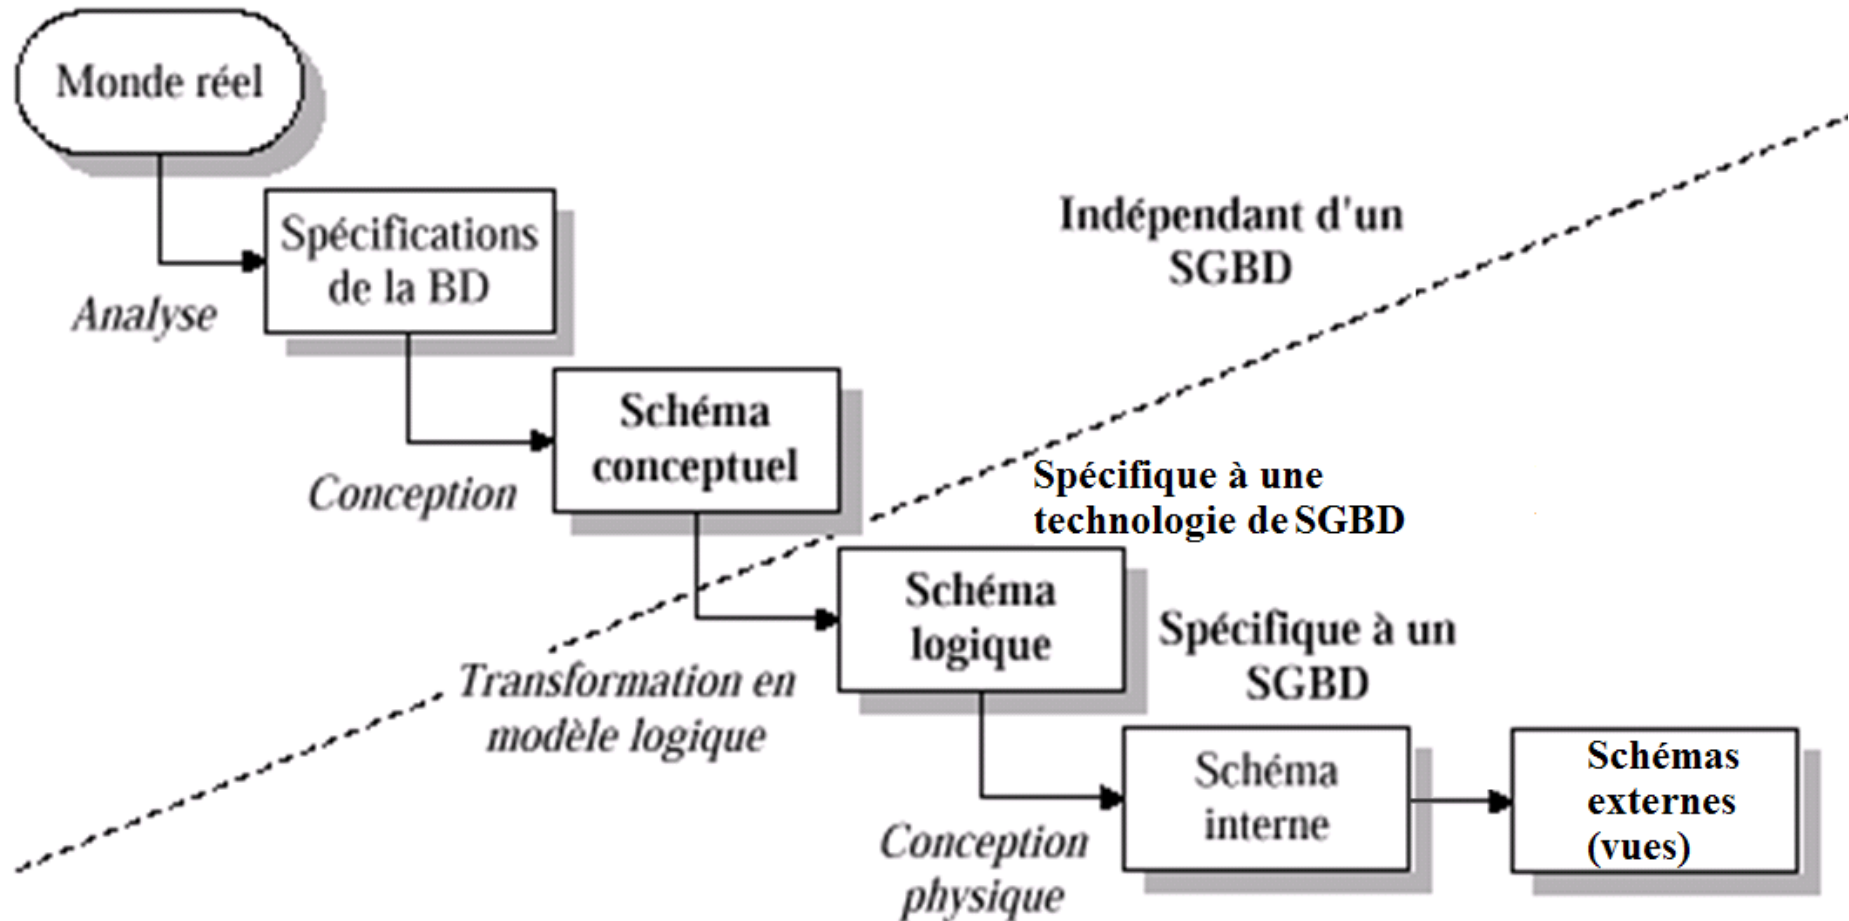 Monde réel
Spécifications
de la BD
Analyse
Indépendant d'un
SGBD
Schéma
conceptuel
Conception
Spécifique à une
technologie de SGBD
Schéma
logique
Transformation en
modèle logique
Spécifique à un
SGBD
Schéma
interne
Conception
physique
Schémas
externes
(vues)